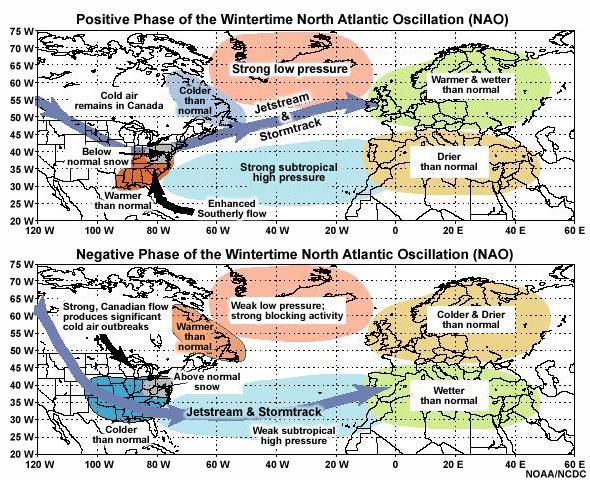 Positive Phase of the Wintertime North Atlantic Oscillation (NAO)
75 W
70 W
65 W
60 W
55 W
50 W
45 W
40 W
35 W
30 W
25 W
20 W
Strong low pressure
Warmer & wetter
than normal
Cold air
remains in Canada
Colder
than
normal
Jetstream
&
Stormtrack
Below
normal snow
Strong subtropical
high pressure
Drier
than normal
Warmer
than normal
Enhanced
Southerly flow
120 W 100 W 80 W 60 W 40 W 20 W 0 20 E 40 E 60 E
Negative Phase of the Wintertime North Atlantic Oscillation (NAO)
75 W
70 W
65 W
60 W
55 W
50 W
45 W
40 W
35 W
30 W
25 W
20 W
Strong, Canadian flow
produces significant
cold air outbreaks
Weak low pressure;
strong blocking activity
Warmer
than
normal
Colder & Drier
than normal
Above normal
snow
Wetter
than normal
Jetstream & Stormtrack
Colder
than normal
Weak subtropical
high pressure
120 W 100 W 80 W 60 W 40 W 20 W 0 20 E 40 E 60 E
NOAA/NCDC